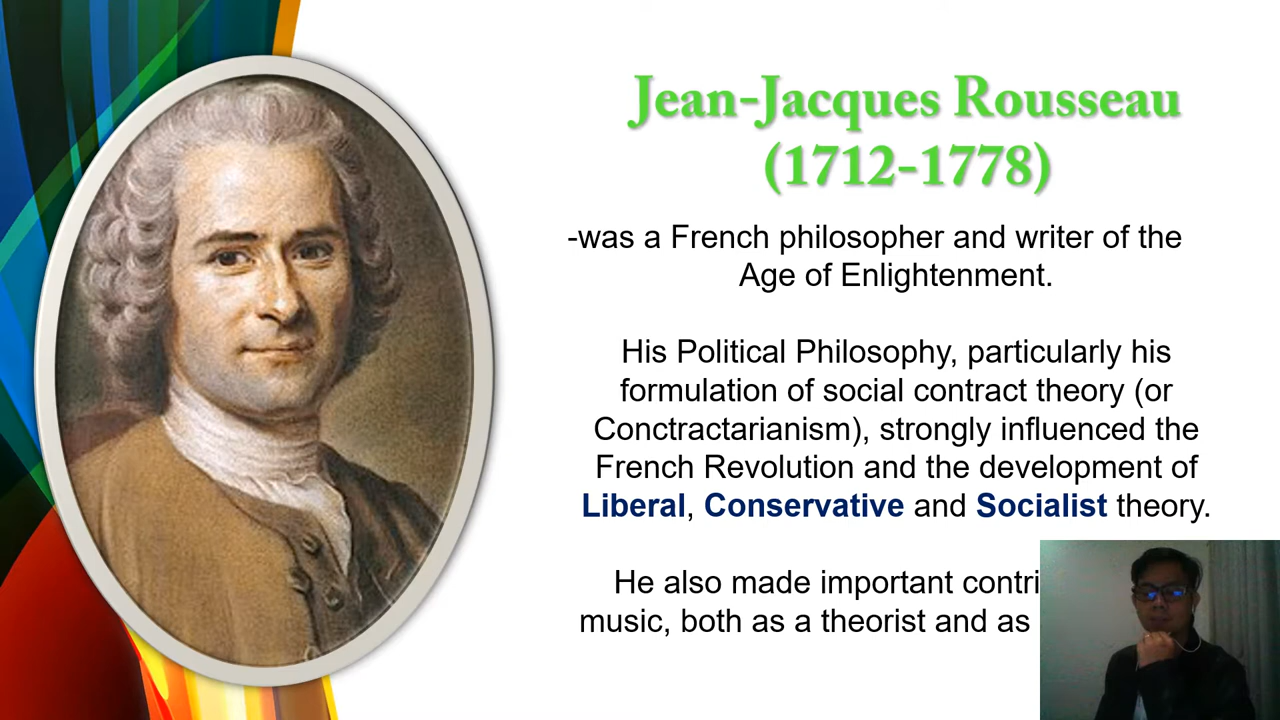 Jean-Jacques Rousseau
(1712-1778)
-was a French philosopher and writer of the
Age of Enlightenment.
His Political Philosophy, particularly his
formulation of social contract theory (or
Conctractarianism), strongly influenced the
French Revolution and the development of
Liberal, Conservative and Socialist theory.
He also made important
music, both as a theorist and as